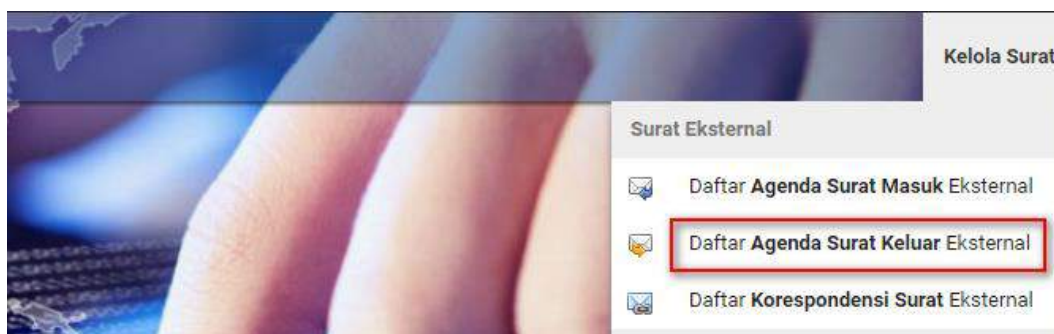 Kelola Surat
Surat Eksternal
Daftar Agenda Surat Masuk Eksternal
Daftar Agenda Surat Keluar Eksternal
Daftar Korespondensi Surat Eksternal